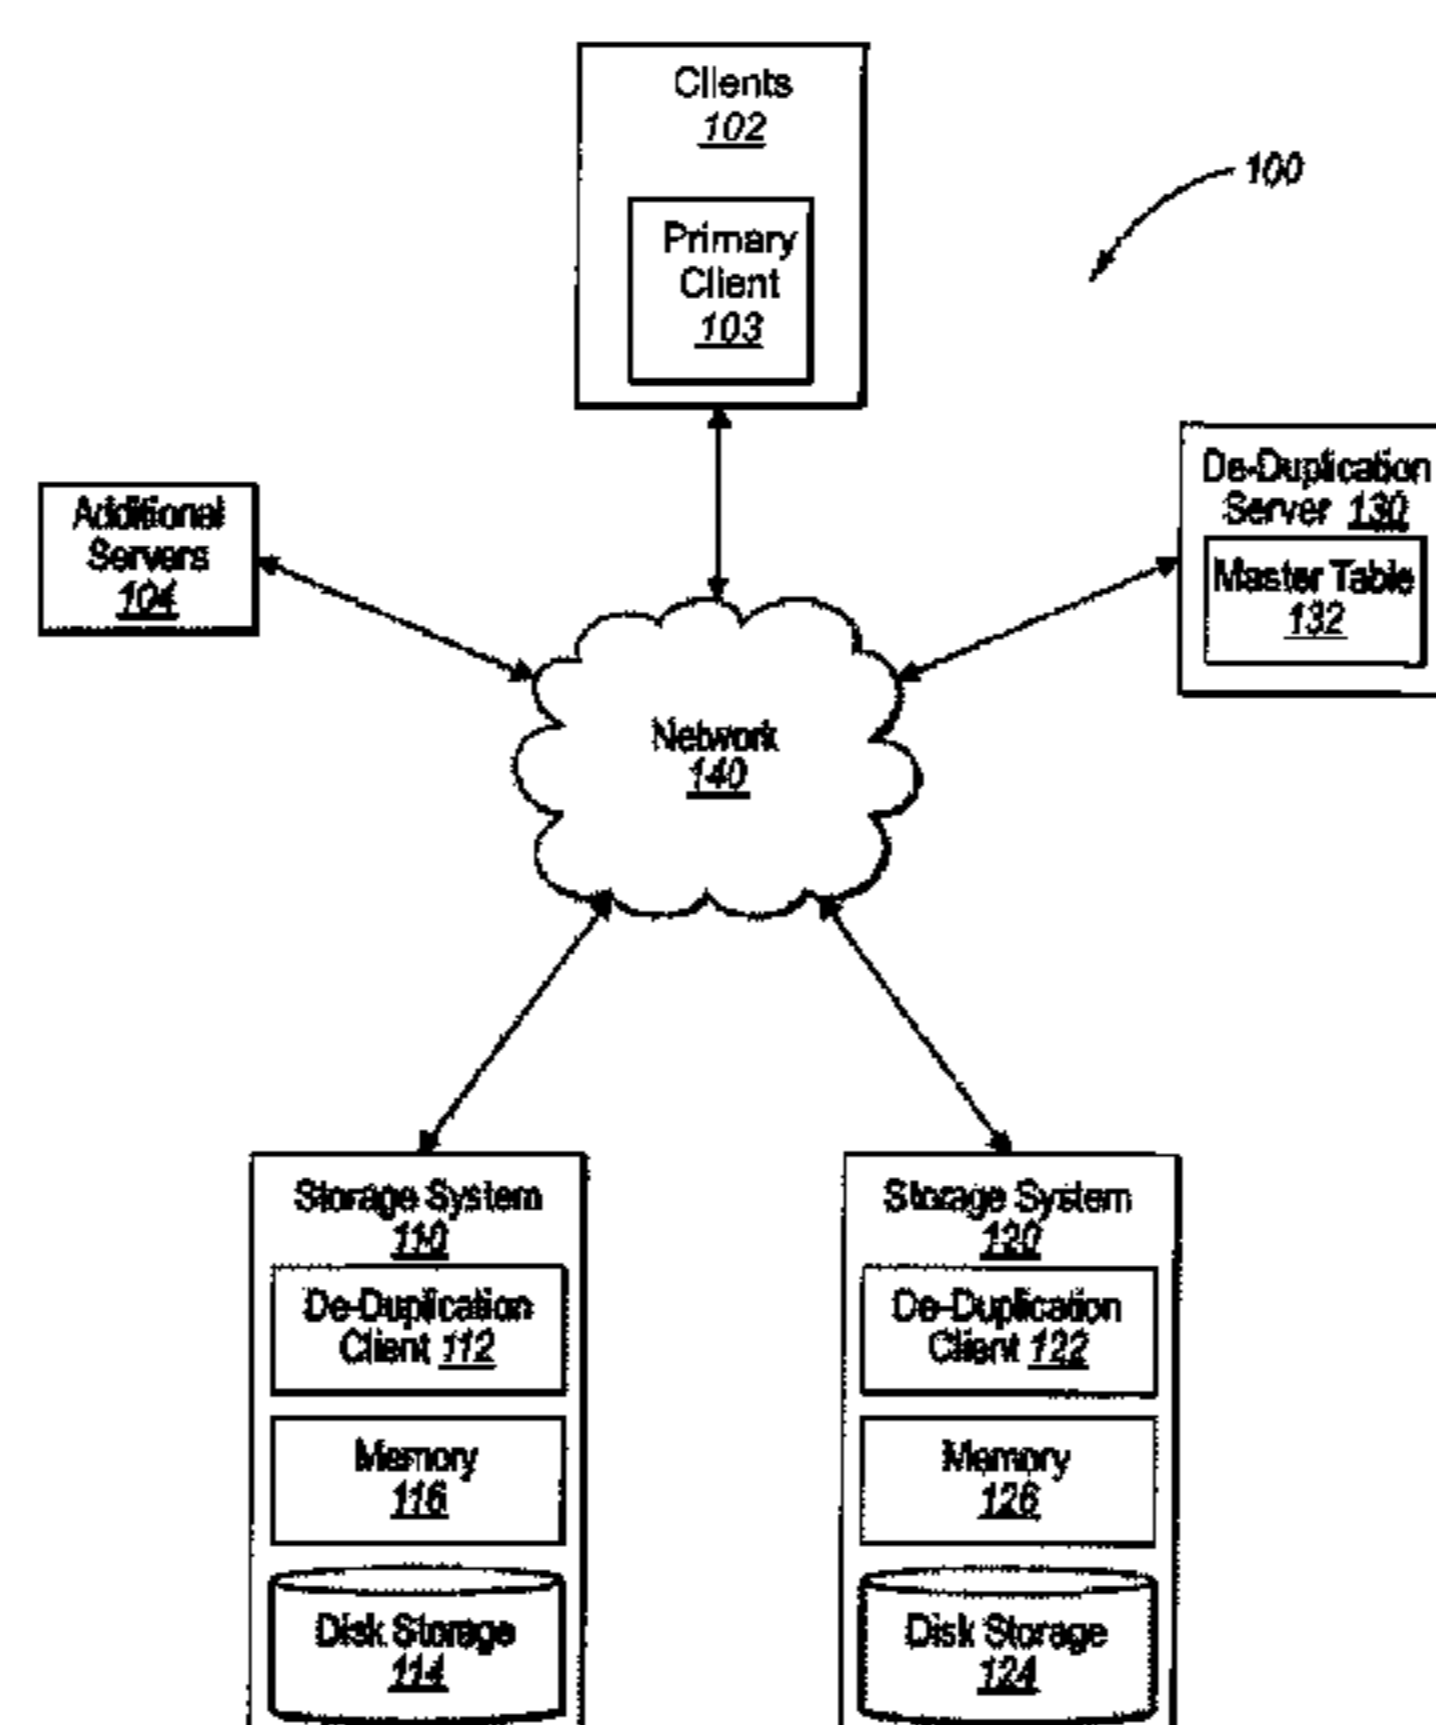 Clients
102
Primary
Client
103
100
Additional
Servers
104
De-Duplication
Server 130
Master Table
132
Network
140
Storage System
110
De-Duplication
Client 112
Memory
116
Disk Storage
114
Storage System
120
De-Duplication
Client 122
Memory
126
Disk Storage
124